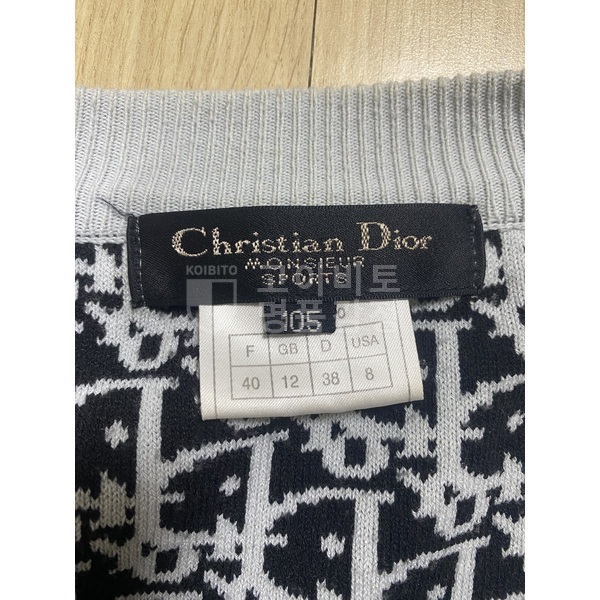 Christian Dior
MONSIEUR
SPORTS
KOIBITO 코이비토
명품
105
F GB D USA
40 12 38 8